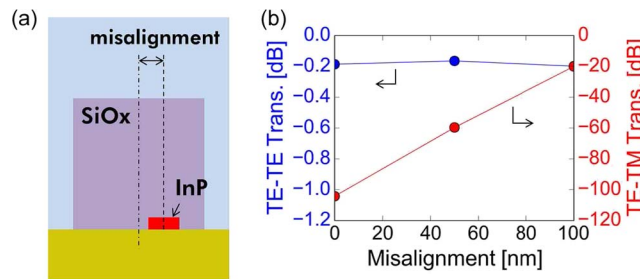 (a)
misalignment
SiOx
InP
(b)
TE-TE Trans. [dB]
0.0
−0.2
−0.4
−0.6
−0.8
−1.0
−1.2
0
20
40
60
80
100
Misalignment [nm]
0
−20
−40
−60
−80
−100
−120
TE-TM Trans. [dB]